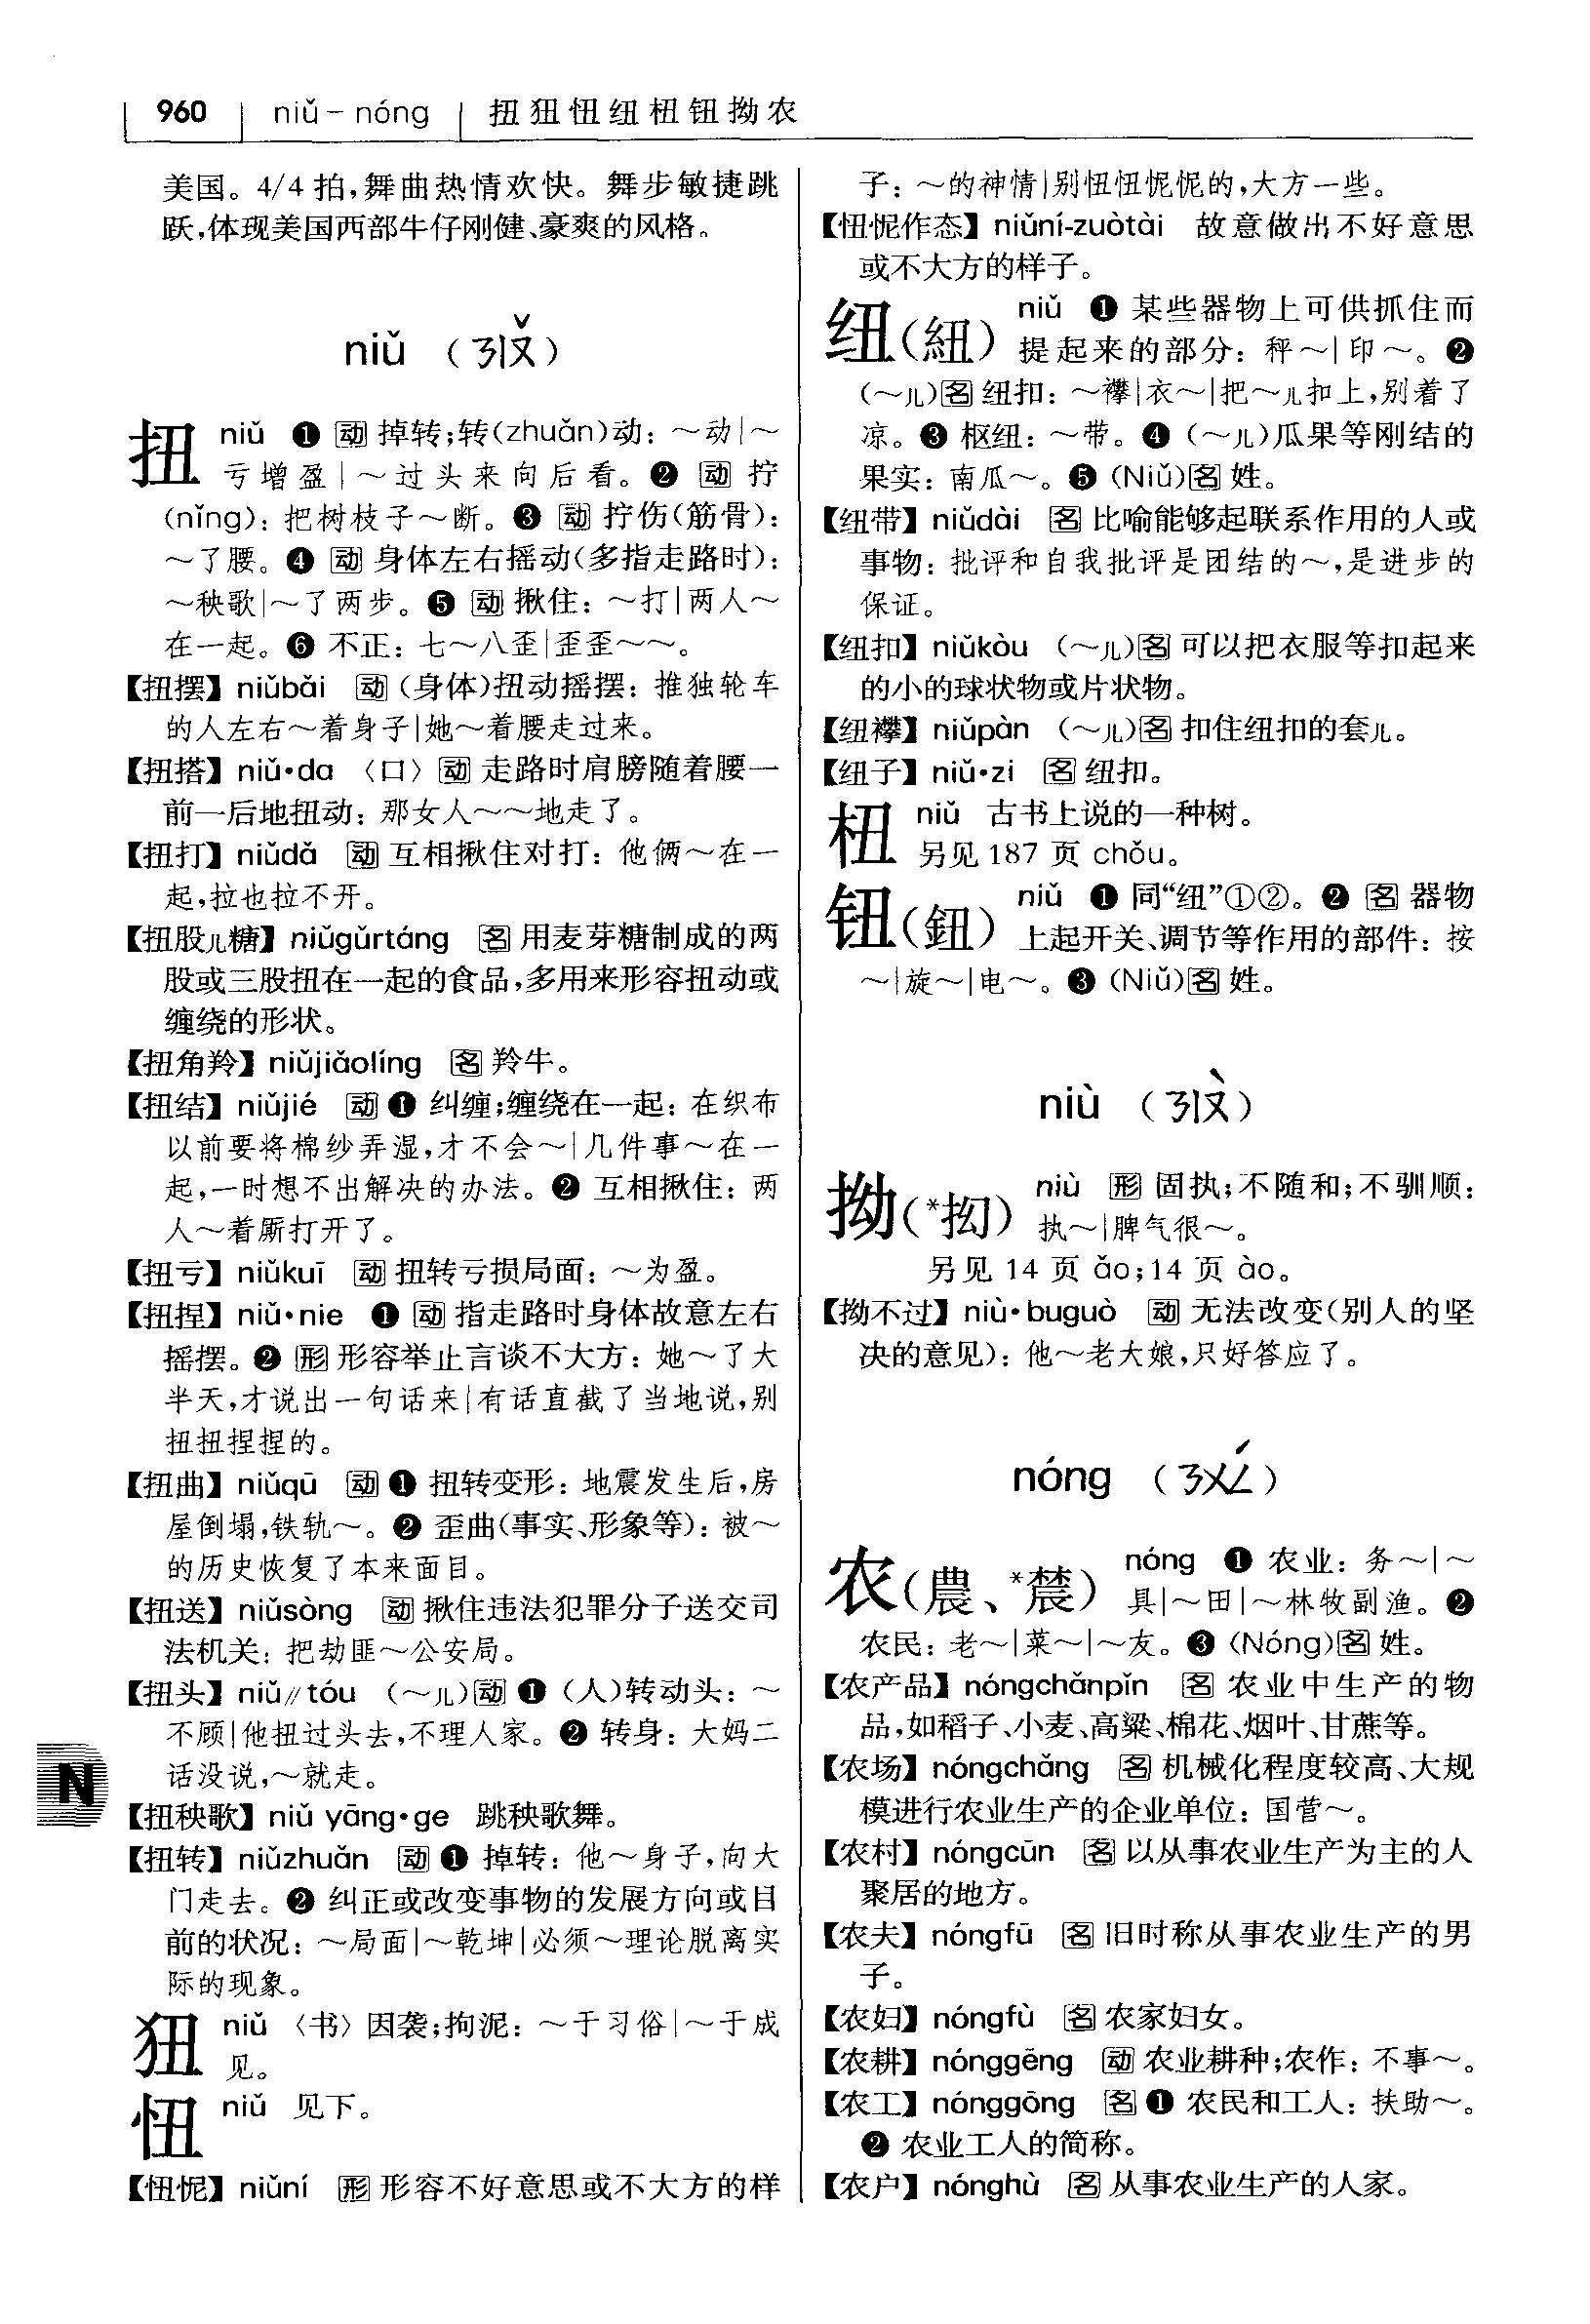 960 niǔ－nóng 扭狃忸纽杻钮拗农
美国。4/4 拍,舞曲热情欢快。舞步敏捷跳
跃,体现美国西部牛仔刚健、豪爽的风格。
niǔ （ㄋㄧㄡˇ）
扭 niǔ ❶ 动 掉转;转(zhuǎn)动：～动|～
亏增盈|～过头来向后看。❷ 动 拧
(nǐng)：把树枝子～断。❸ 动 拧伤(筋骨)：
～了腰。❹ 动 身体左右摇动(多指走路时)：
～秧歌|～了两步。❺ 动 揪住：～打|两人～
在一起。❻ 不正：七～八歪|歪歪～～。
【扭摆】niǔbǎi 动 (身体)扭动摇摆：推独轮车
的人左右～着身子|她～着腰走过来。
【扭搭】niǔ·da 〈口〉动 走路时肩膀随着腰一
前一后地扭动：那女人～～地走了。
【扭打】niǔdǎ 动 互相揪住对打：他俩～在一
起,拉也拉不开。
【扭股儿糖】niǔgǔrtáng 名 用麦芽糖制成的两
股或三股扭在一起的食品,多用来形容扭动或
缠绕的形状。
【扭角羚】niǔjiǎolíng 名 羚牛。
【扭结】niǔjié 动 ❶ 纠缠;缠绕在一起：在织布
以前要将棉纱弄湿,才不会～|几件事～在一
起,一时想不出解决的办法。❷ 互相揪住：两
人～着厮打开了。
【扭亏】niǔkuī 动 扭转亏损局面：～为盈。
【扭捏】niǔ·nie ❶ 动 指走路时身体故意左右
摇摆。❷ 形 形容举止言谈不大方：她～了大
半天,才说出一句话来|有话直截了当地说,别
扭扭捏捏的。
【扭曲】niǔqū 动 ❶ 扭转变形：地震发生后,房
屋倒塌,铁轨～。❷ 歪曲(事实、形象等)：被～
的历史恢复了本来面目。
【扭送】niǔsòng 动 揪住违法犯罪分子送交司
法机关：把劫匪～公安局。
【扭头】niǔ∥tóu （～儿)动 ❶ (人)转动头：～
不顾|他扭过头去,不理人家。❷ 转身：大妈二
话没说,～就走。
【扭秧歌】niǔ yāng·ge 跳秧歌舞。
【扭转】niǔzhuǎn 动 ❶ 掉转：他～身子,向大
门走去。❷ 纠正或改变事物的发展方向或目
前的状况：～局面|～乾坤|必须～理论脱离实
际的现象。
狃 niǔ 〈书〉因袭;拘泥：～于习俗|～于成
见。
忸 niǔ 见下。
【忸怩】niǔní 形 形容不好意思或不大方的样
子：～的神情|别忸忸怩怩的,大方一些。
【忸怩作态】niǔní-zuòtài 故意做出不好意思
或不大方的样子。
纽(紐) niǔ ❶ 某些器物上可供抓住而
提起来的部分：秤～|印～。❷
(～儿)名 纽扣：～襻|衣～|把～儿扣上,别着了
凉。❸ 枢纽：～带。❹ (～儿)瓜果等刚结的
果实：南瓜～。❺ (Niǔ)名 姓。
【纽带】niǔdài 名 比喻能够起联系作用的人或
事物：批评和自我批评是团结的～,是进步的
保证。
【纽扣】niǔkòu （～儿)名 可以把衣服等扣起来
的小的球状物或片状物。
【纽襻】niǔpàn （～儿)名 扣住纽扣的套儿。
【纽子】niǔ·zi 名 纽扣。
杻 niǔ 古书上说的一种树。
另见 187 页 chǒu。
钮(鈕) niǔ ❶ 同“纽”①②。❷ 名 器物
上起开关、调节等作用的部件：按
～|旋～|电～。❸ (Niǔ)名 姓。
niù （ㄋㄧㄡˋ）
拗(*抝) niù 形 固执;不随和;不驯顺：
执～|脾气很～。
另见 14 页 ǎo;14 页 ào。
【拗不过】niù·buguò 动 无法改变(别人的坚
决的意见)：他～老大娘,只好答应了。
nóng （ㄋㄨㄥˊ）
农(農、*辳) nóng ❶ 农业：务～|～
具|～田|～林牧副渔。❷
农民：老～|菜～|～友。❸ (Nóng)名 姓。
【农产品】nóngchǎnpǐn 名 农业中生产的物
品,如稻子、小麦、高粱、棉花、烟叶、甘蔗等。
【农场】nóngchǎng 名 机械化程度较高、大规
模进行农业生产的企业单位：国营～。
【农村】nóngcūn 名 以从事农业生产为主的人
聚居的地方。
【农夫】nóngfū 名 旧时称从事农业生产的男
子。
【农妇】nóngfù 名 农家妇女。
【农耕】nónggēng 动 农业耕种;农作：不事～。
【农工】nónggōng 名 ❶ 农民和工人：扶助～。
❷ 农业工人的简称。
【农户】nónghù 名 从事农业生产的人家。
N